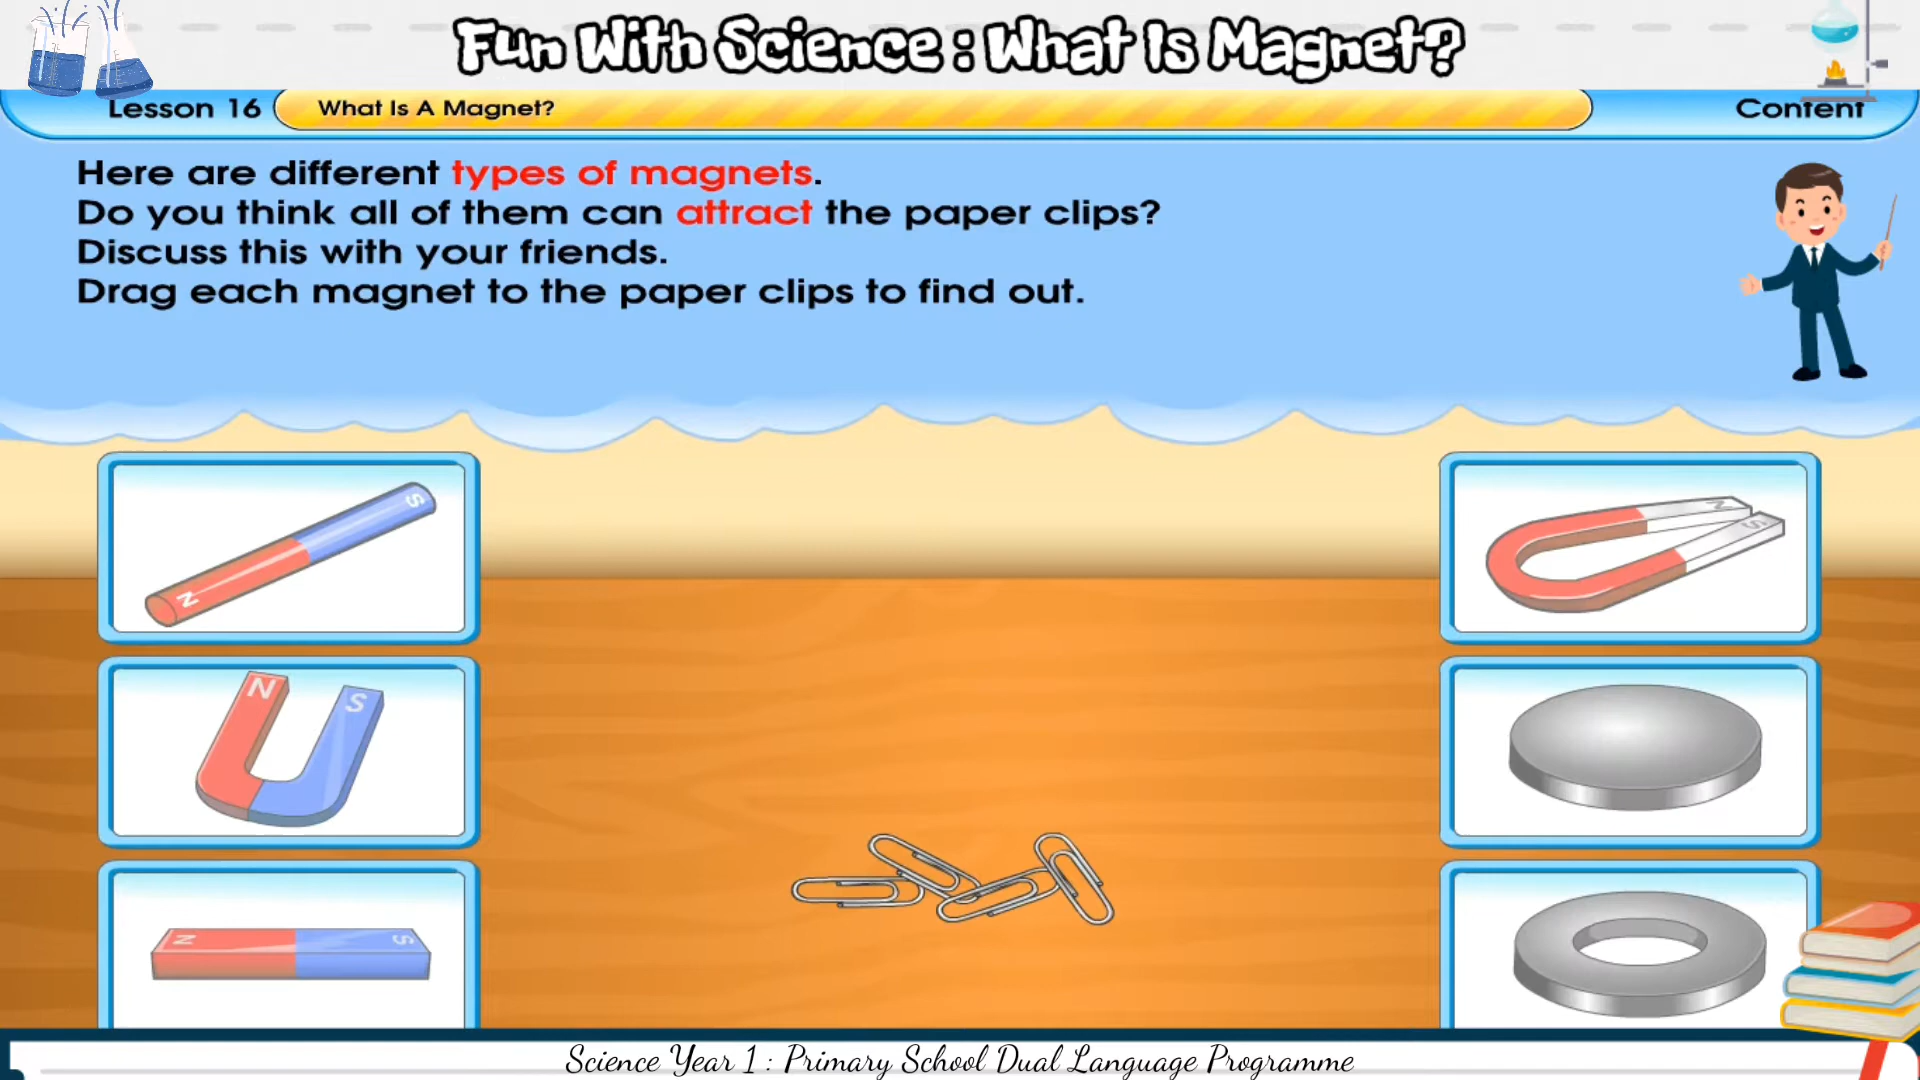 Fun With Science : What Is Magnet?
Lesson 16
What Is A Magnet?
Content
Here are different types of magnets.
Do you think all of them can attract the paper clips?
Discuss this with your friends.
Drag each magnet to the paper clips to find out.
S
N
N
S
N
S
N
S
Science Year 1 : Primary School Dual Language Programme